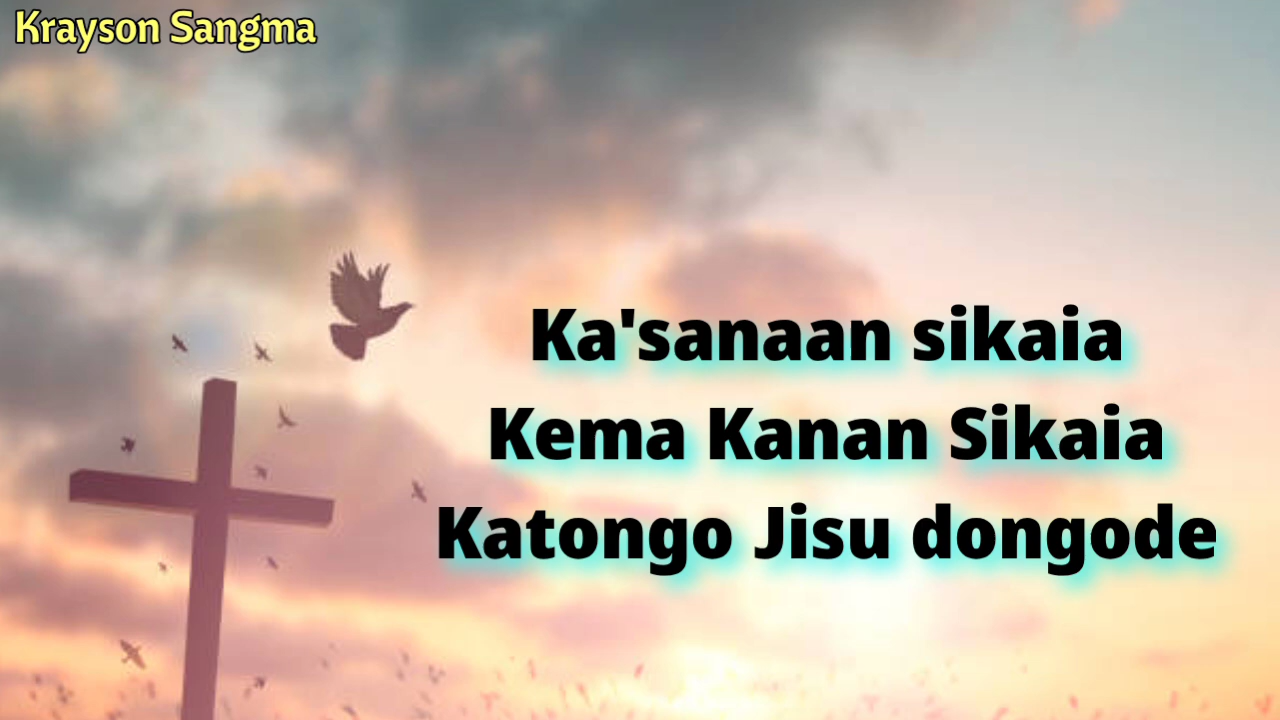 Krayson Sangma
Ka'sanaan sikaia
Kema Kanan Sikaia
Katongo Jisu dongode